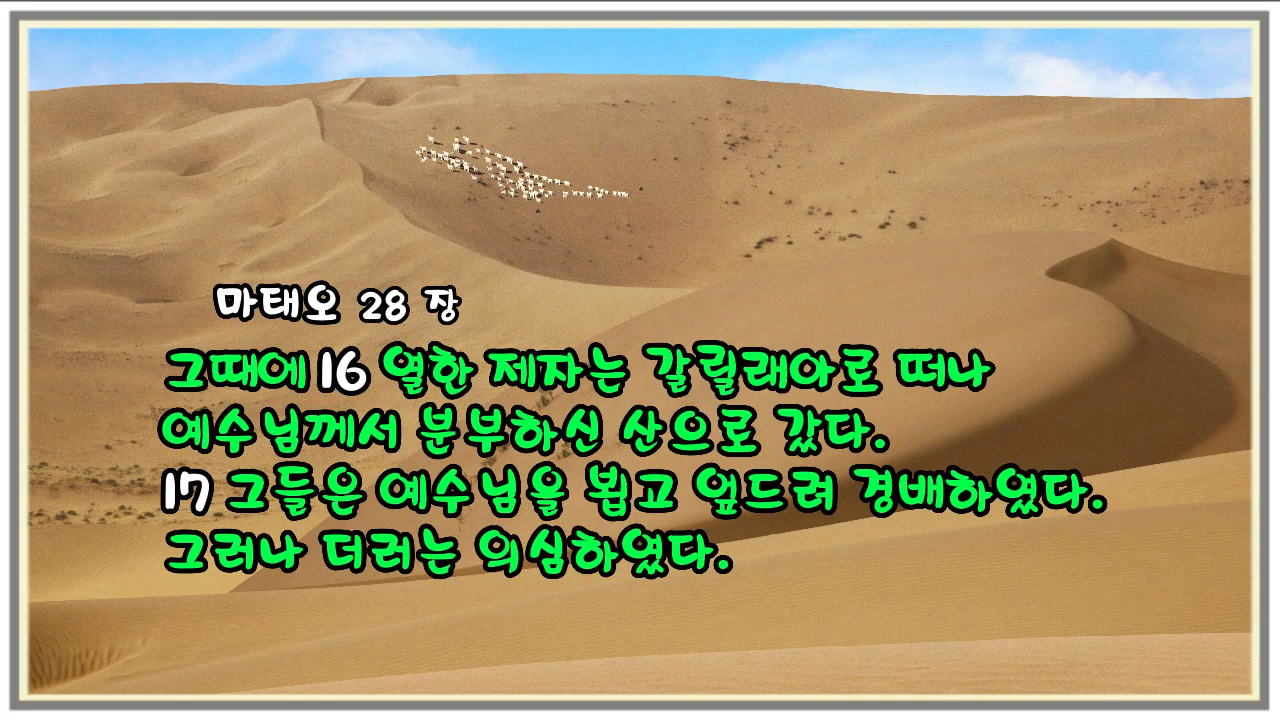 마태오 28 장
그때에 16 열한 제자는 갈릴래아로 떠나
예수님께서 분부하신 산으로 갔다.
17 그들은 예수님을 뵙고 엎드려 경배하였다.
그러나 더러는 의심하였다.